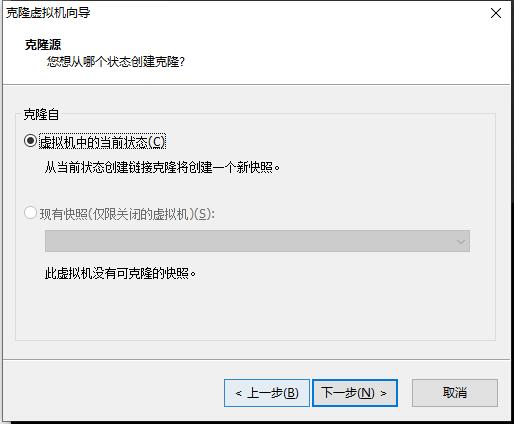 克隆虚拟机向导
克隆源
您想从哪个状态创建克隆?
克隆自
虚拟机中的当前状态(C)
从当前状态创建链接克隆将创建一个新快照。
现有快照(仅限关闭的虚拟机)(S):
此虚拟机没有可克隆的快照。
< 上一步(B) 下一步(N) > 取消